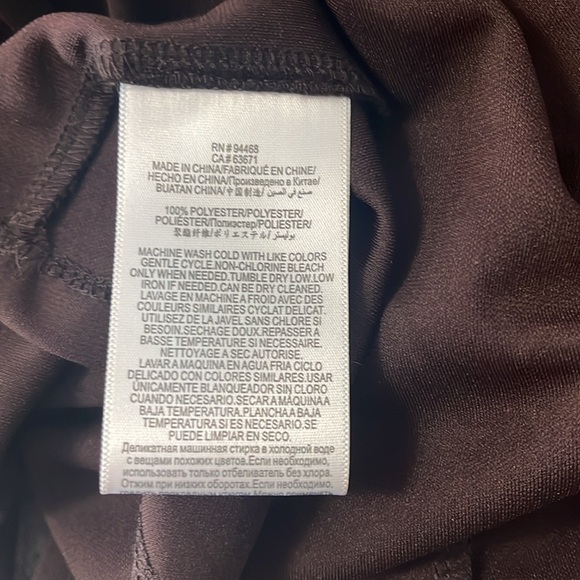 RN# 94468
CA# 63671
MADE IN CHINA/FABRIQUÉ EN CHINE/
HECHO EN CHINA/Произведено в Китае/
BUATAN CHINA/中国制造/ صنع في الصين
100% POLYESTER/POLYESTER/
POLIÉSTER/Полиэстер/POLIESTER/
聚酯纤维/ポリエステル/بوليستر
MACHINE WASH COLD WITH LIKE COLORS
GENTLE CYCLE.NON-CHLORINE BLEACH
ONLY WHEN NEEDED.TUMBLE DRY LOW.LOW
IRON IF NEEDED.CAN BE DRY CLEANED.
LAVAGE EN MACHINE A FROID AVEC DES
COULEURS SIMILAIRES CYCLAT DELICAT.
UTILISEZ DE LA JAVEL SANS CHLORE SI
BESOIN.SECHAGE DOUX.REPASSER A
BASSE TEMPERATURE SI NECESSAIRE.
NETTOYAGE A SEC AUTORISE.
LAVAR A MAQUINA EN AGUA FRIA CICLO
DELICADO CON COLORES SIMILARES.USAR
ÚNICAMENTE BLANQUEADOR SIN CLORO
CUANDO NECESARIO.SECAR A MÁQUINA A
BAJA TEMPERATURA.PLANCHA A BAJA
TEMPERATURA SI ES NECESARIO.SE
PUEDE LIMPIAR EN SECO.
Деликатная машинная стирка в холодной воде
с вещами похожих цветов.Если необходимо,
использовать только отбеливатель без хлора.
Отжим при низких оборотах.Если необходимо,